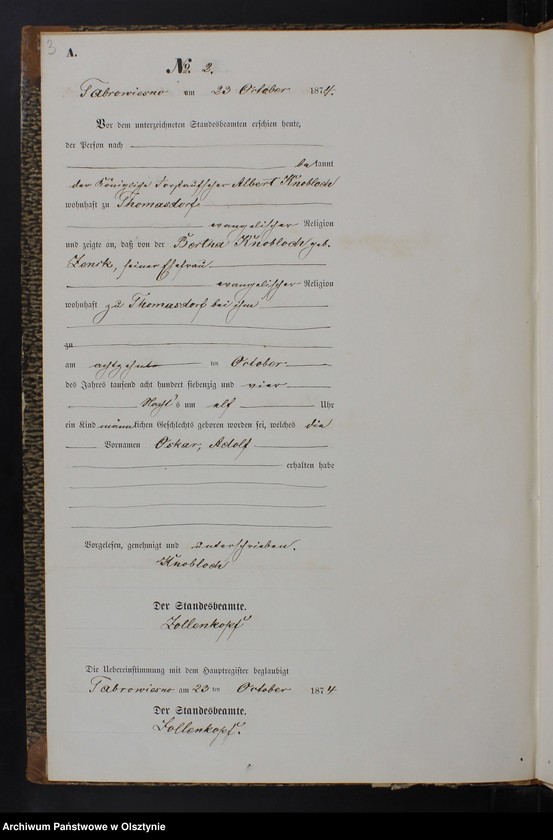 3
A.
№ 2.
Tabrowiesno am 23 October 1874.
Vor dem unterzeichneten Standesbeamten erschien heute,
der Person nach
bekannt
der Königliche Forstaufseher Albert Knobloch
wohnhaft zu Thomasdorf
evangelischer Religion
und zeigte an, daß von der Bertha Knobloch geb.
Zenik, seiner Ehefrau
evangelischer Religion
wohnhaft zu Thomasdorf bei ihm
zu
am achtzehnten ten October
des Jahres tausend acht hundert siebenzig und vier
Nachts um elf Uhr
ein Kind männlichen Geschlechts geboren worden sei, welches die
Vornamen Oskar, Adolf
erhalten habe
Vorgelesen, genehmigt und unterschrieben.
Knobloch
Der Standesbeamte.
Zollenkopf
Die Uebereinstimmung mit dem Hauptregister beglaubigt
Tabrowiesno am 23 ten October 1874
Der Standesbeamte.
Zollenkopf.
Archiwum Państwowe w Olsztynie